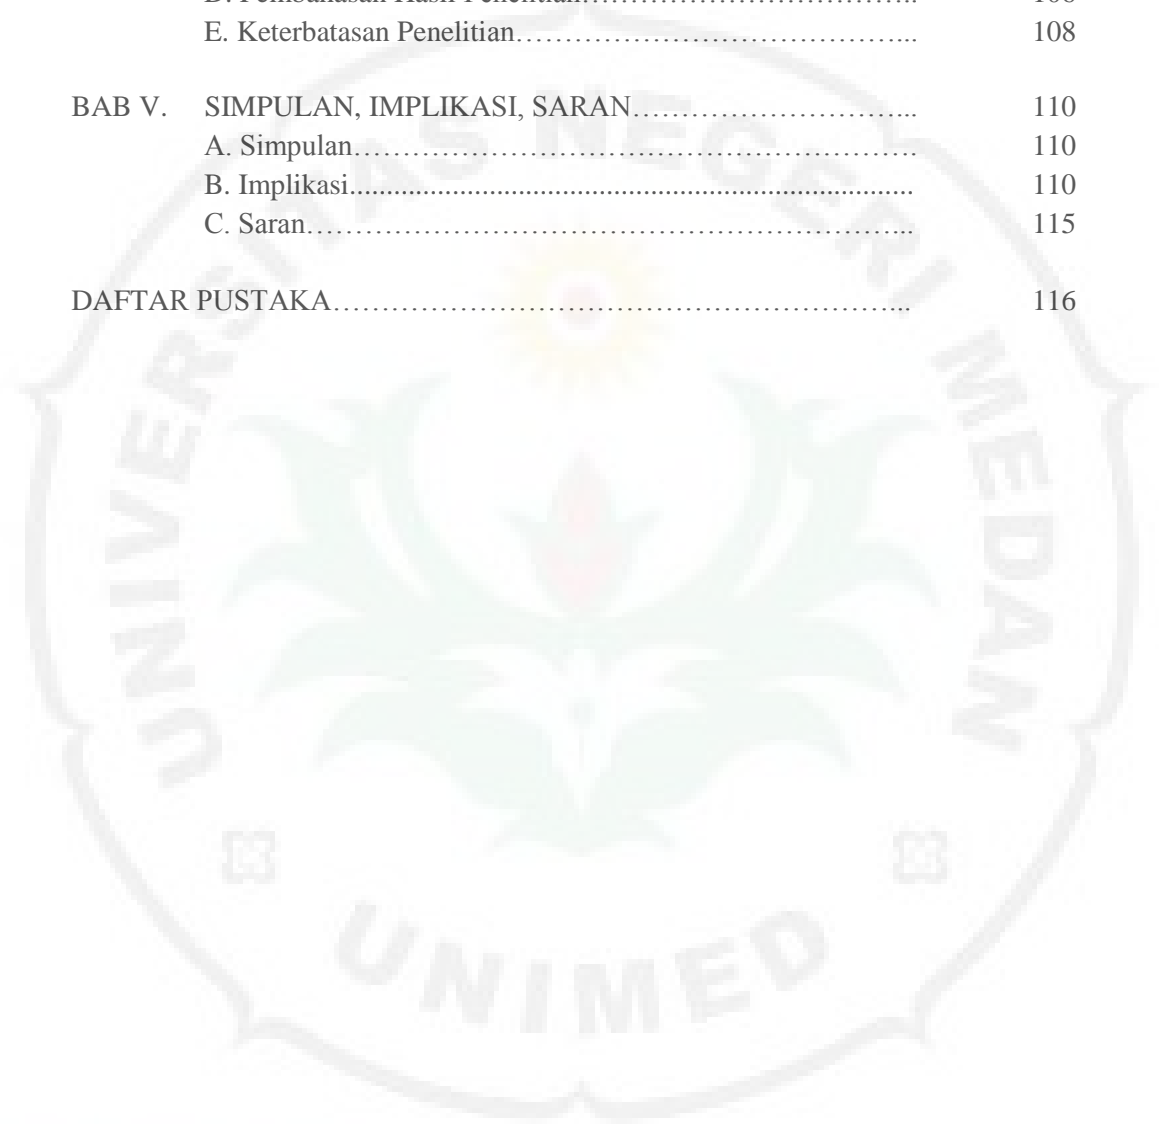 E. Keterbatasan Penelitian……………………………………... 108
BAB V. SIMPULAN, IMPLIKASI, SARAN………………………... 110
A. Simpulan………………………………………………. 110
B. Implikasi............................................................................ 110
C. Saran…………………………………………………... 115
DAFTAR PUSTAKA………………………………………………... 116
UNIVERSITAS NEGERI MEDAN
UNIMED